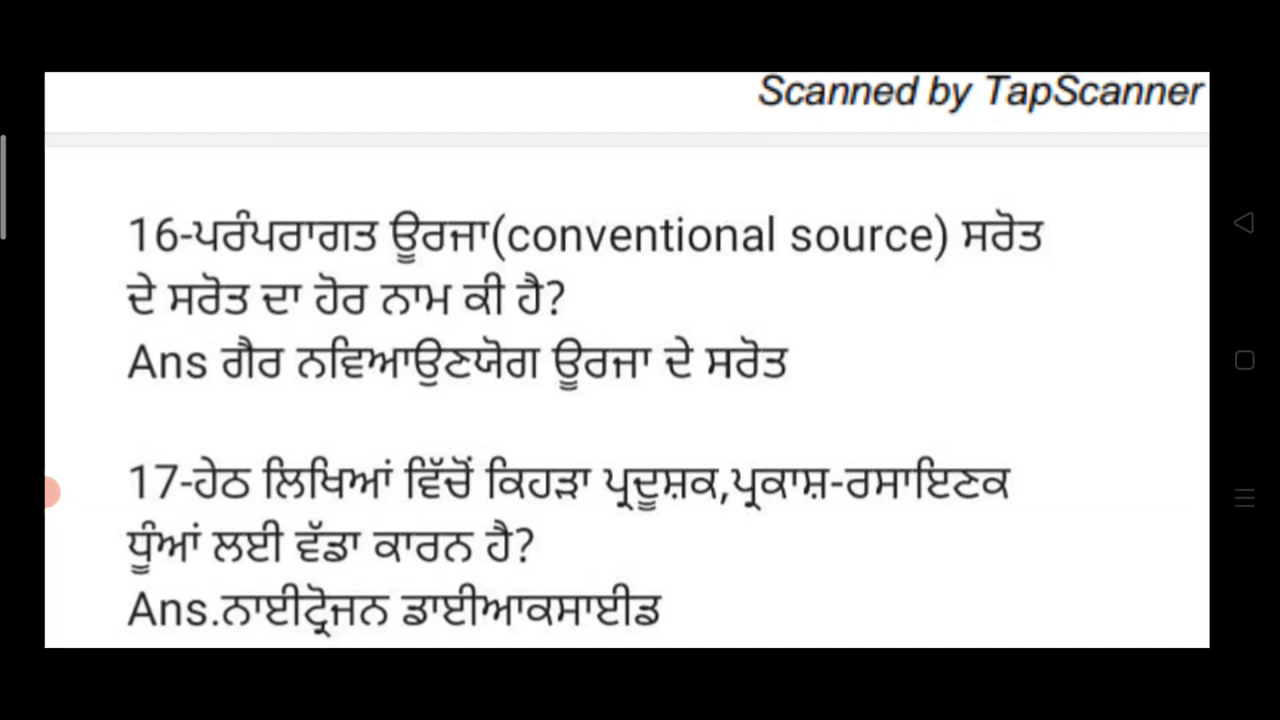 Scanned by TapScanner
16-ਪਰੰਪਰਾਗਤ ਊਰਜਾ(conventional source) ਸਰੋਤ
ਦੇ ਸਰੋਤ ਦਾ ਹੋਰ ਨਾਮ ਕੀ ਹੈ?
Ans ਗੈਰ ਨਵਿਆਉਣਯੋਗ ਊਰਜਾ ਦੇ ਸਰੋਤ
17-ਹੇਠ ਲਿਖਿਆਂ ਵਿੱਚੋਂ ਕਿਹੜਾ ਪ੍ਰਦੂਸ਼ਕ,ਪ੍ਰਕਾਸ਼-ਰਸਾਇਣਕ
ਧੂੰਆਂ ਲਈ ਵੱਡਾ ਕਾਰਨ ਹੈ?
Ans.ਨਾਈਟ੍ਰੋਜਨ ਡਾਈਆਕਸਾਈਡ